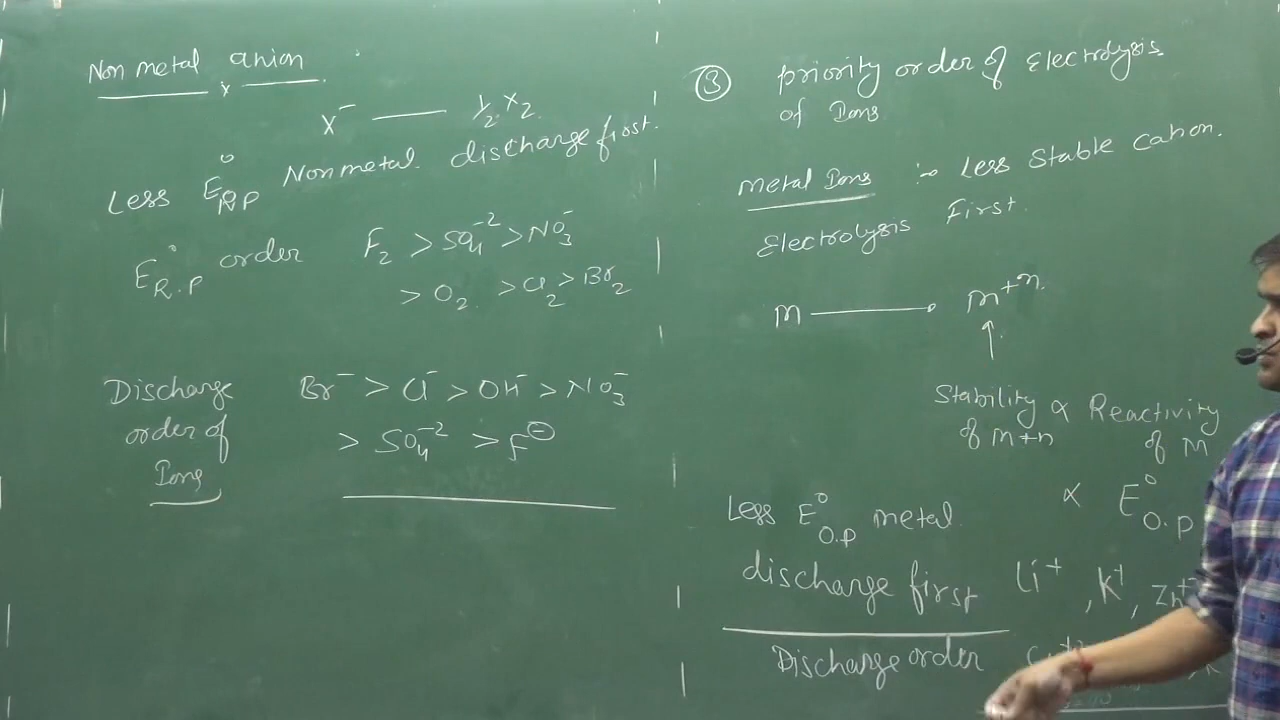 Non metal anion
x
X⁻ — 1/2 X₂
Less E°RP Nonmetal discharge first.
E°R.P order F₂ > SO₄⁻² > NO₃⁻
> O₂ > Cl₂ > Br₂
Discharge order of Ions
Br⁻ > Cl⁻ > OH⁻ > NO₃⁻
> SO₄⁻² > F⊖
③ priority order of Electrolysis
of Ions
Metal Ions :- Less Stable Cation.
Electrolysis First.
M → M⁺ⁿ
↑
Stability of M⁺ⁿ ∝ Reactivity of M
∝ E°O.P
Less E°O.P metal
discharge first
Li⁺, K⁺, Zn⁺²
Discharge order